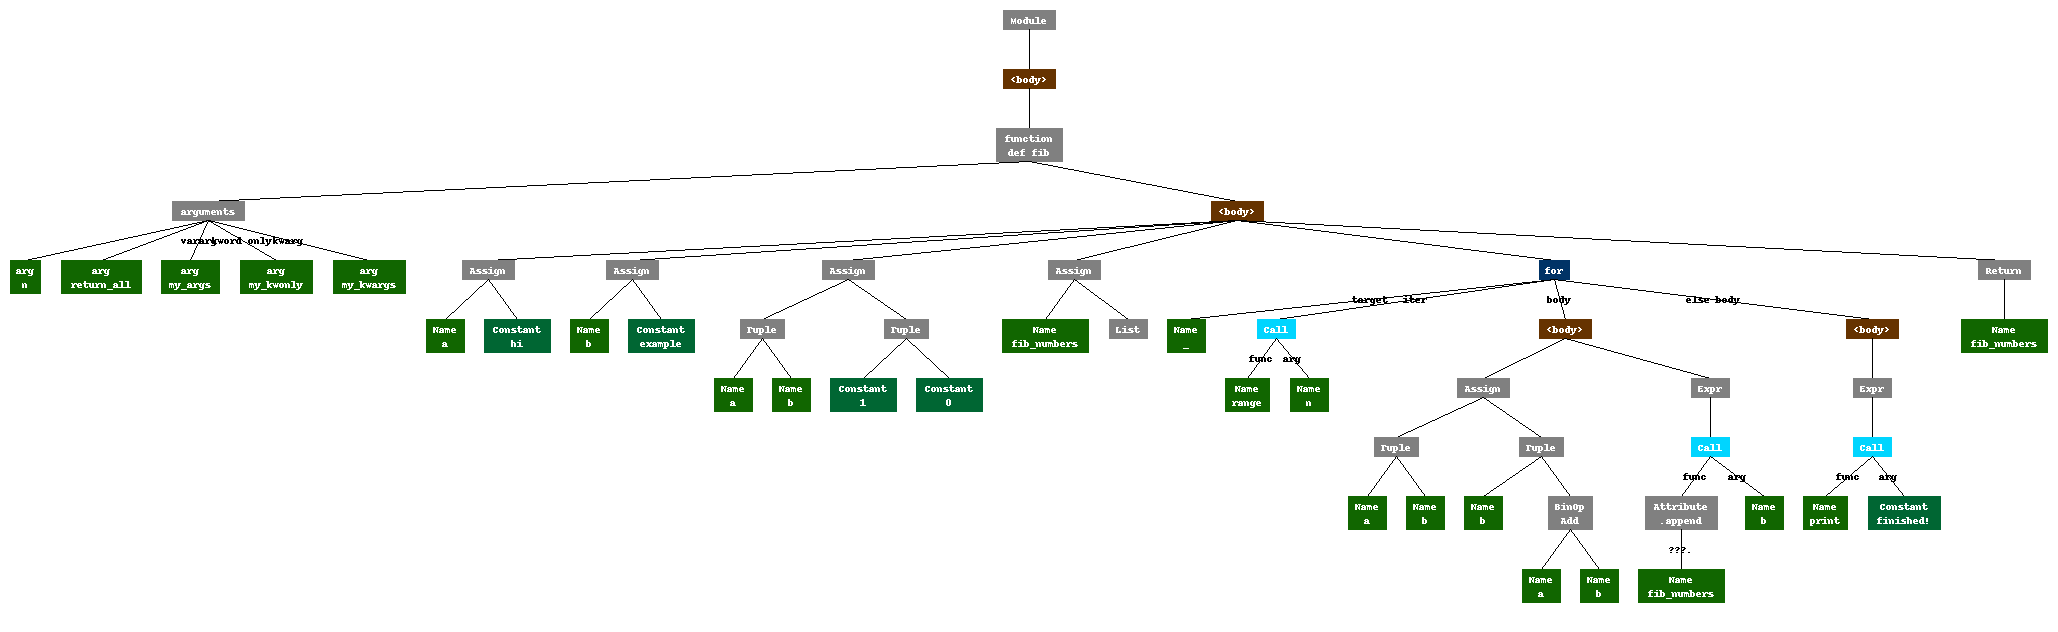 Module
<body>
function
def fib
arguments
<body>
vararg
kword only
kwarg
arg
n
arg
return_all
arg
my_args
arg
my_kwonly
arg
my_kwargs
Assign
Assign
Assign
Assign
for
Return
target
iter
body
else body
Name
a
Constant
hi
Name
b
Constant
example
Tuple
Tuple
Name
fib_numbers
List
Name
_
Call
<body>
<body>
Name
fib_numbers
func
arg
Name
a
Name
b
Constant
1
Constant
0
Name
range
Name
n
Assign
Expr
Expr
Tuple
Tuple
Call
Call
func
arg
func
arg
Name
a
Name
b
Name
b
BinOp
Add
Attribute
.append
Name
b
Name
print
Constant
finished!
???.
Name
a
Name
b
Name
fib_numbers